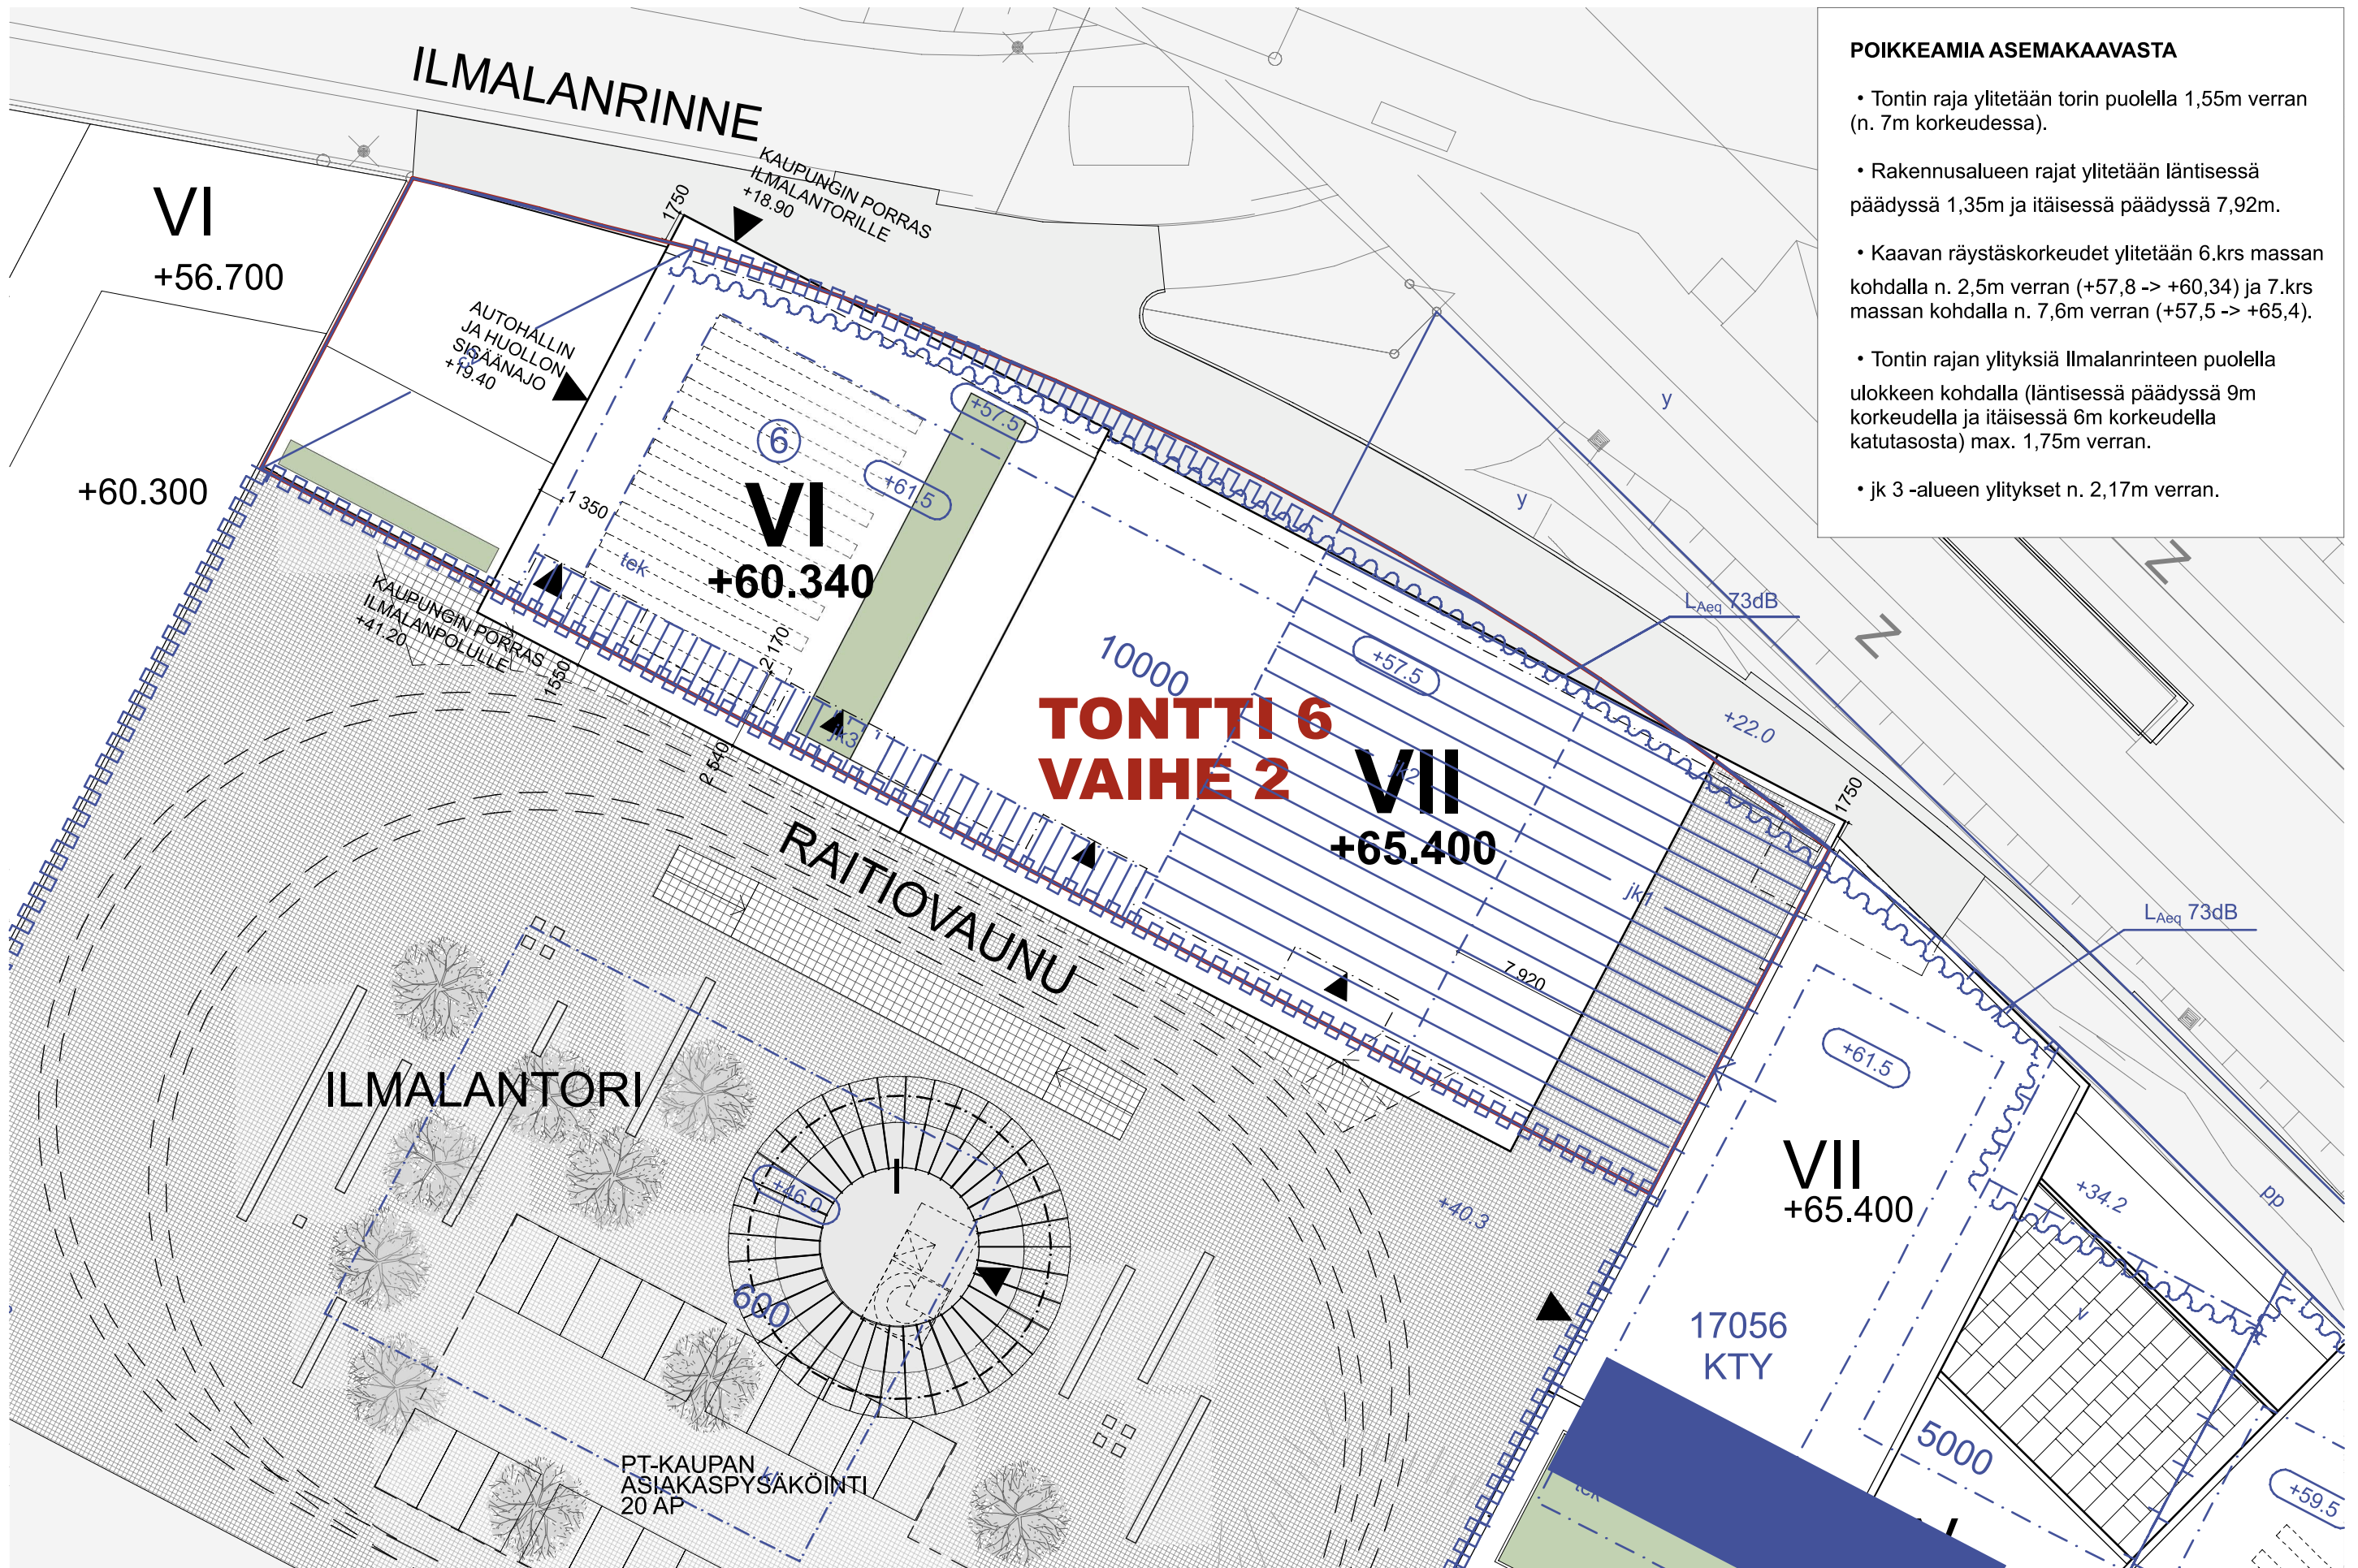 POIKKEAMIA ASEMAKAAVASTA
• Tontin raja ylitetään torin puolella 1,55m verran
(n. 7m korkeudessa).
• Rakennusalueen rajat ylitetään läntisessä
päädyssä 1,35m ja itäisessä päädyssä 7,92m.
• Kaavan räystäskorkeudet ylitetään 6.krs massan
kohdalla n. 2,5m verran (+57,8 -> +60,34) ja 7.krs
massan kohdalla n. 7,6m verran (+57,5 -> +65,4).
• Tontin rajan ylityksiä Ilmalanrinteen puolella
ulokkeen kohdalla (läntisessä päädyssä 9m
korkeudella ja itäisessä 6m korkeudella
katutasosta) max. 1,75m verran.
• jk 3 -alueen ylitykset n. 2,17m verran.
ILMALANRINNE
KAUPUNGIN PORRAS
ILMALANTORILLE
+18.90
1750
VI
+56.700
AUTOHALLIN
JA HUOLLON
SISÄÄNAJO
+19.40
+60.300
6
+57.5
+61.5
1 350
VI
+60.340
tek
KAUPUNGIN PORRAS
ILMALANPOLULLE
+41.20
1550
2 170
2 540
jk3
10000
TONTTI 6
VAIHE 2
+57.5
jk2
VII
+65.400
jk1
7 920
y
y
Z
Z
LAeq 73dB
+22.0
1750
LAeq 73dB
RAITIOVAUNU
ILMALANTORI
I
+46.0
600
+40.3
+61.5
VII
+65.400
+34.2
pp
v
17056
KTY
5000
+59.5
tek
PT-KAUPAN
ASIAKASPYSÄKÖINTI
20 AP